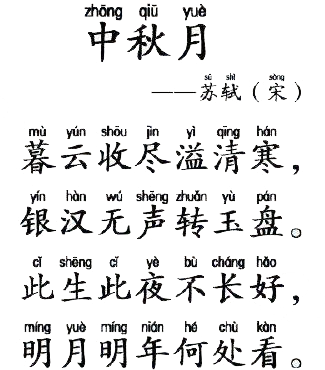 zhōng qiū yuè
中秋月
sū shì sòng
——苏轼（宋）
mù yún shōu jìn yì qīng hán
暮云收尽溢清寒，
yín hàn wú shēng zhuǎn yù pán
银汉无声转玉盘。
cǐ shēng cǐ yè bù cháng hǎo
此生此夜不长好，
míng yuè míng nián hé chù kàn
明月明年何处看。